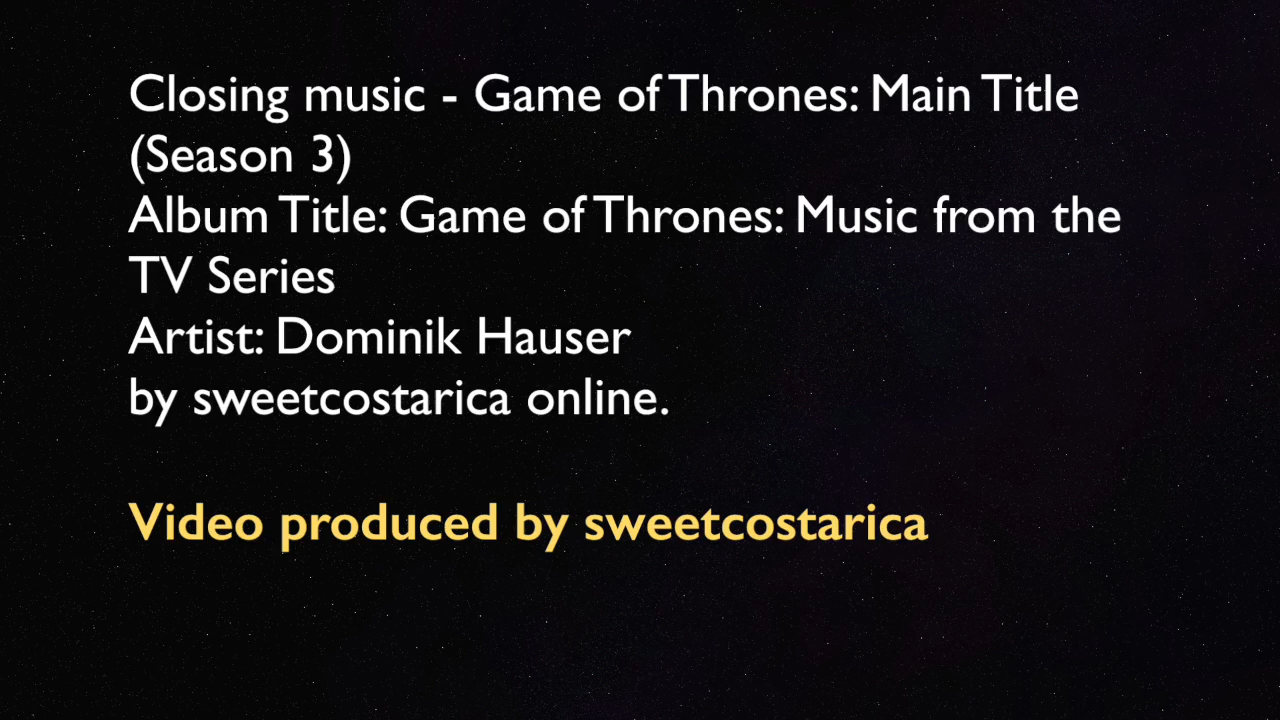 Closing music - Game of Thrones: Main Title
(Season 3)
Album Title: Game of Thrones: Music from the
TV Series
Artist: Dominik Hauser
by sweetcostarica online.
Video produced by sweetcostarica